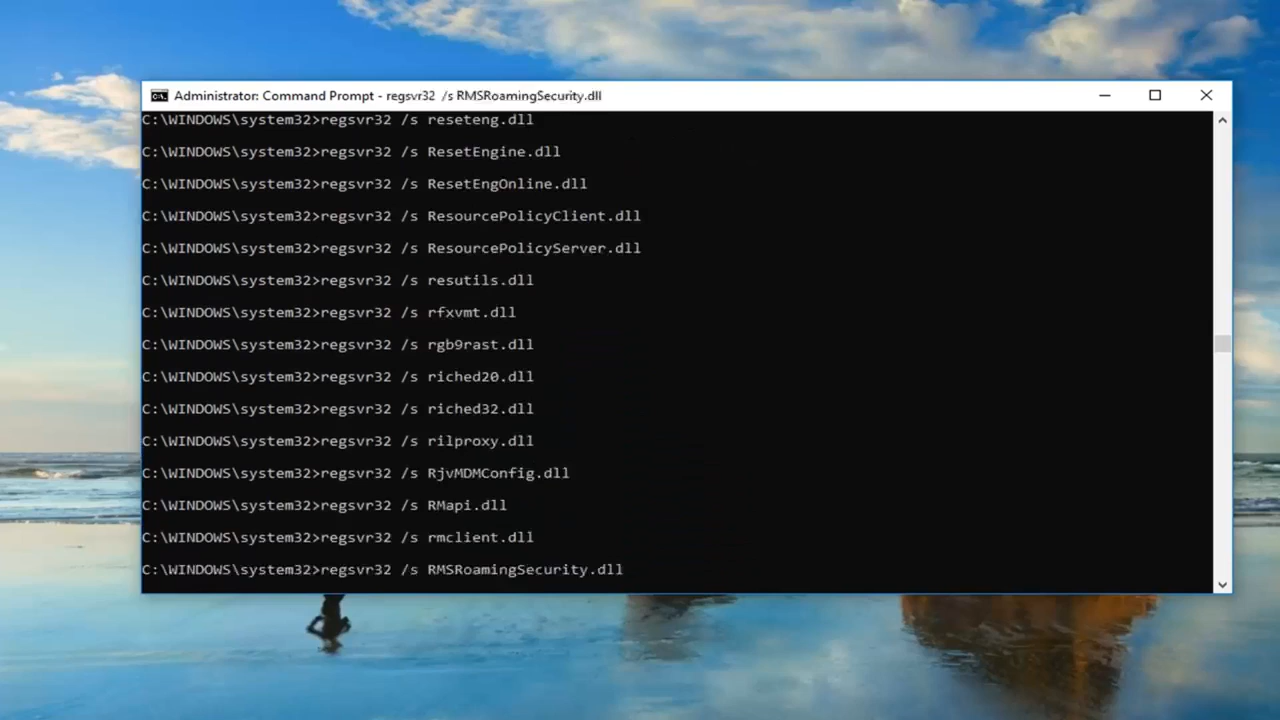 Administrator: Command Prompt - regsvr32 /s RMSRoamingSecurity.dll
C:\WINDOWS\system32>regsvr32 /s reseteng.dll
C:\WINDOWS\system32>regsvr32 /s ResetEngine.dll
C:\WINDOWS\system32>regsvr32 /s ResetEngOnline.dll
C:\WINDOWS\system32>regsvr32 /s ResourcePolicyClient.dll
C:\WINDOWS\system32>regsvr32 /s ResourcePolicyServer.dll
C:\WINDOWS\system32>regsvr32 /s resutils.dll
C:\WINDOWS\system32>regsvr32 /s rfxvmt.dll
C:\WINDOWS\system32>regsvr32 /s rgb9rast.dll
C:\WINDOWS\system32>regsvr32 /s riched20.dll
C:\WINDOWS\system32>regsvr32 /s riched32.dll
C:\WINDOWS\system32>regsvr32 /s rilproxy.dll
C:\WINDOWS\system32>regsvr32 /s RjvMDMConfig.dll
C:\WINDOWS\system32>regsvr32 /s RMapi.dll
C:\WINDOWS\system32>regsvr32 /s rmclient.dll
C:\WINDOWS\system32>regsvr32 /s RMSRoamingSecurity.dll